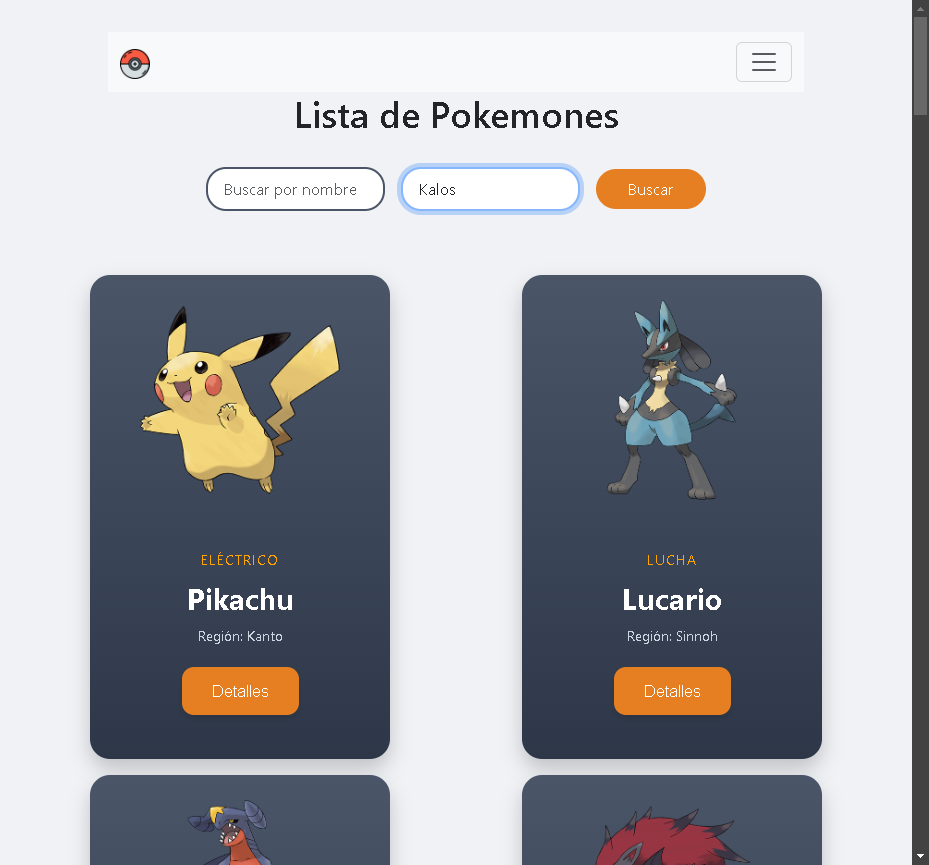 Lista de Pokemones
Buscar por nombre
Kalos
Buscar
ELÉCTRICO
Pikachu
Región: Kanto
Detalles
LUCHA
Lucario
Región: Sinnoh
Detalles